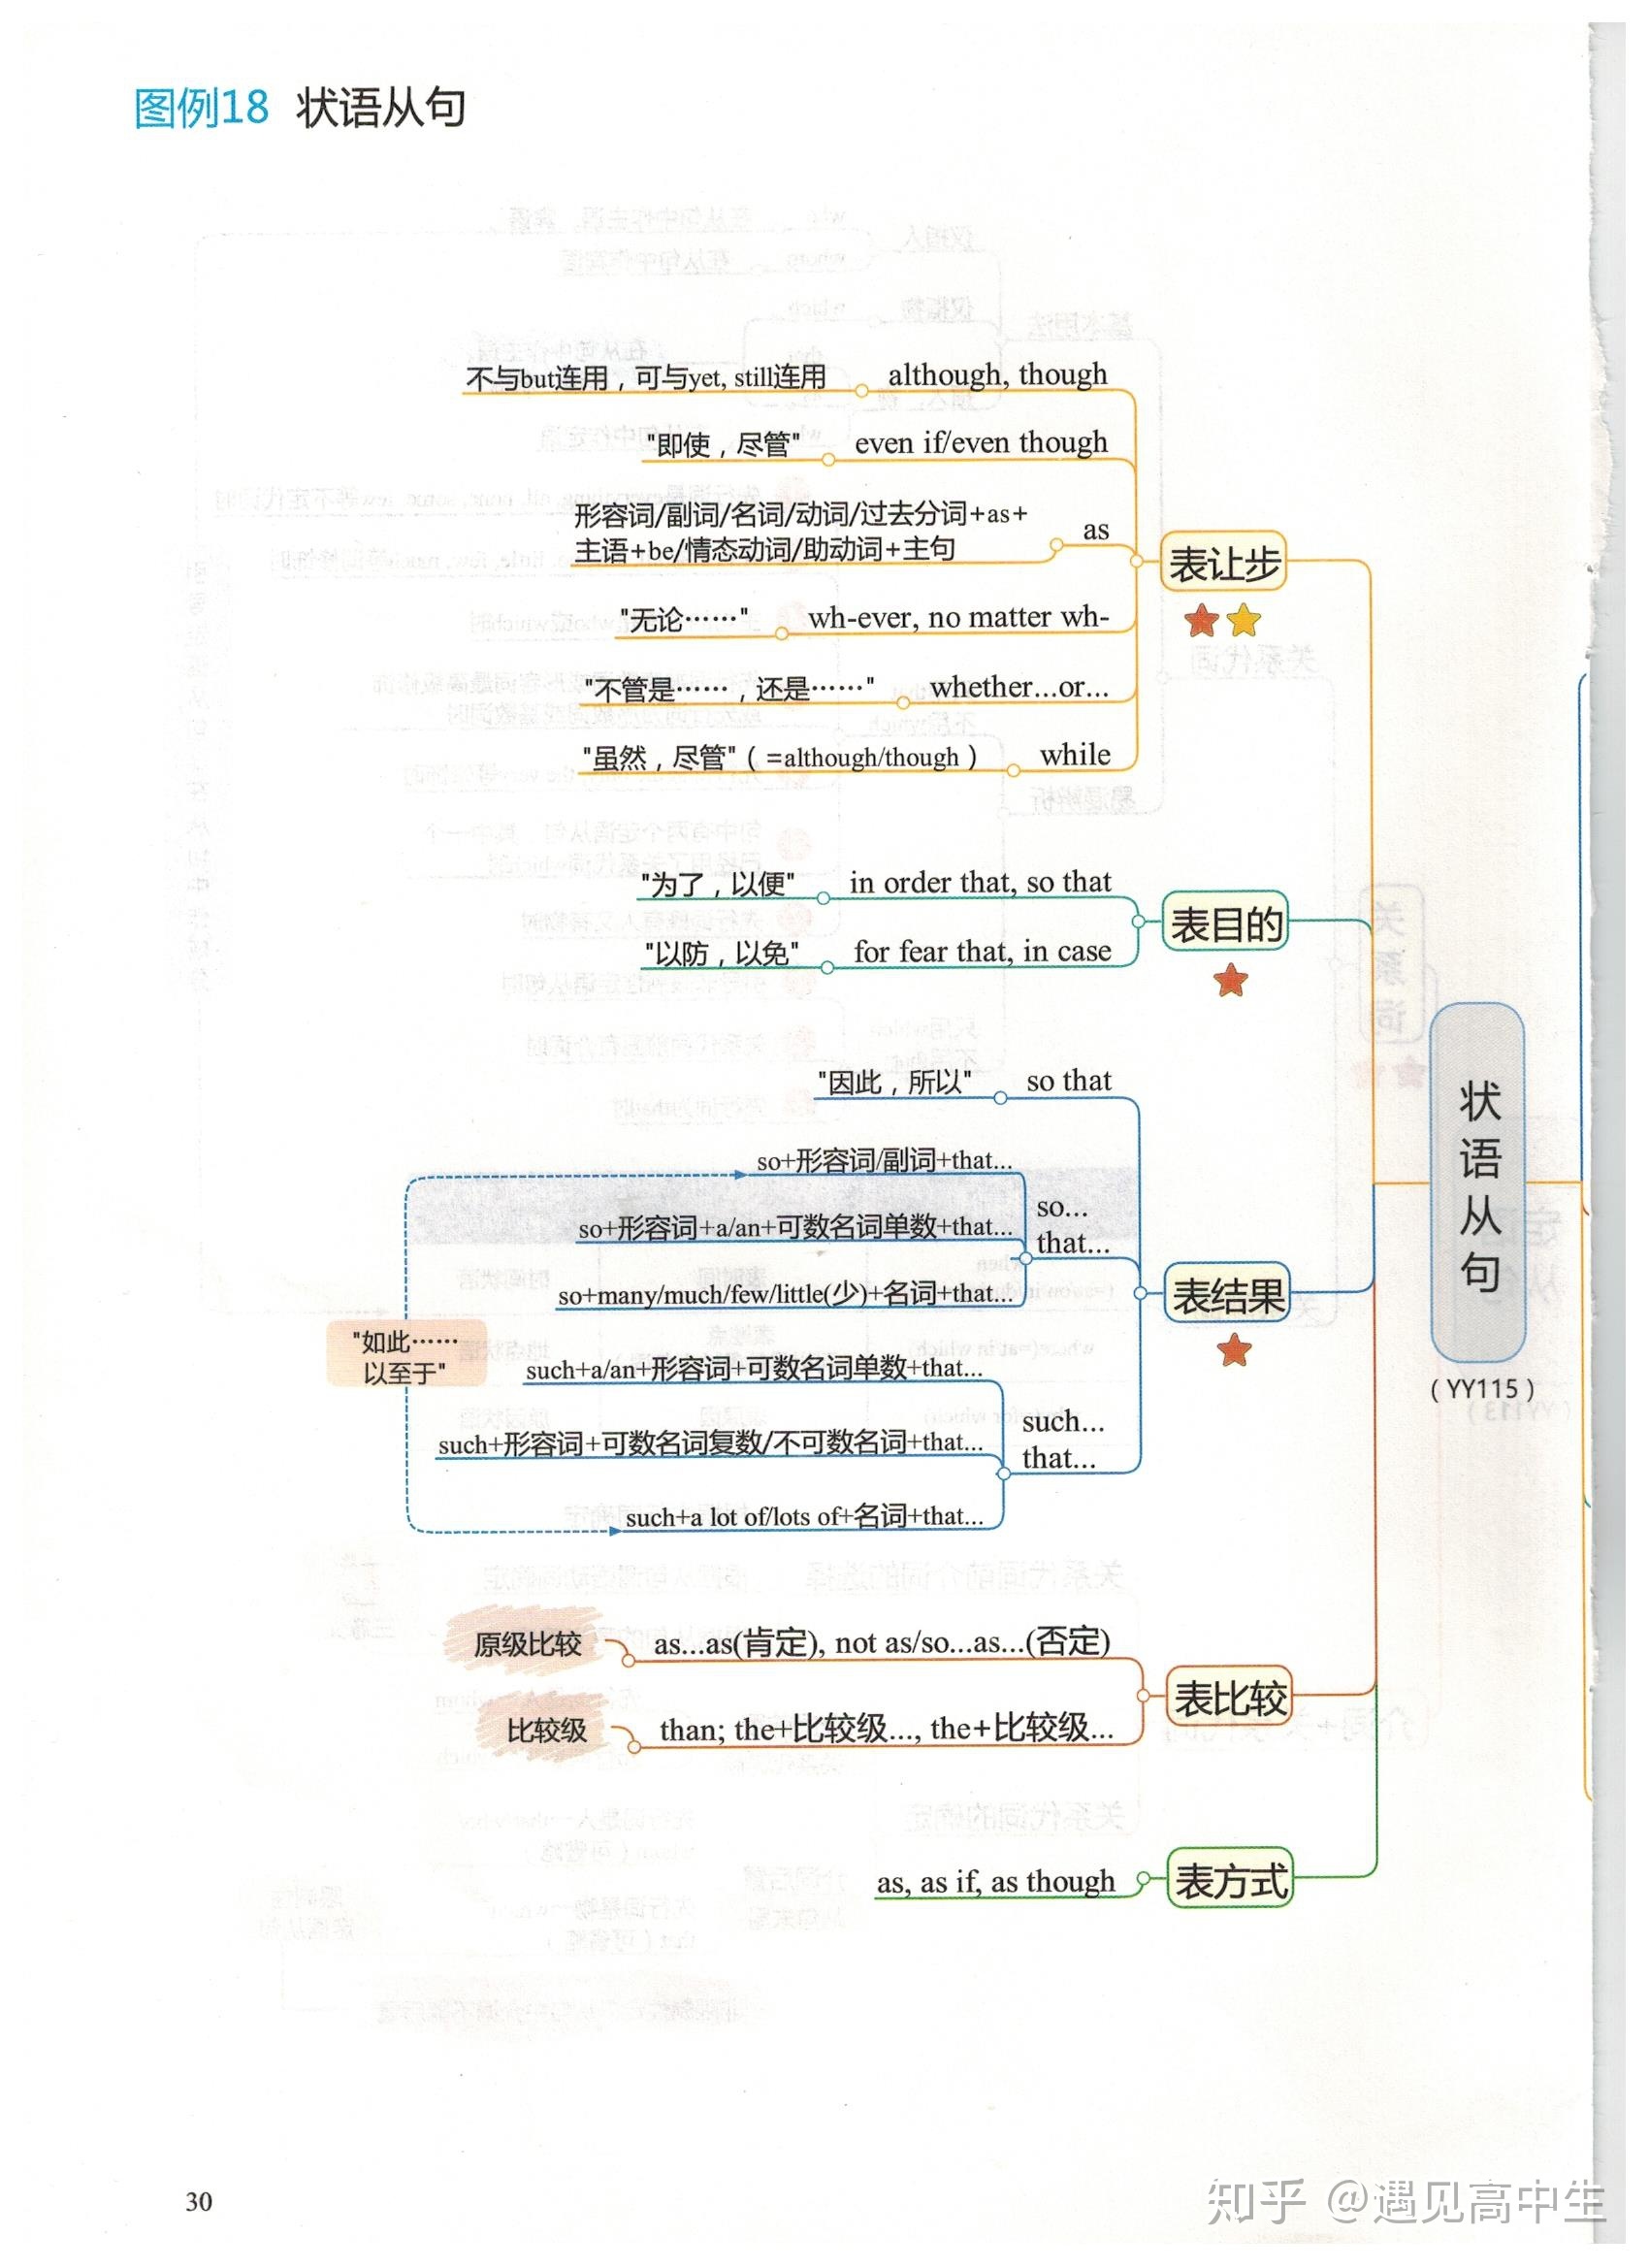 图例18 状语从句
不与but连用，可与yet, still连用 although, though
"即使，尽管" even if/even though
形容词/副词/名词/动词/过去分词+as+
主语+be/情态动词/助动词+主句
as
"无论……" wh-ever, no matter wh-
"不管是……，还是……" whether...or...
"虽然，尽管"（=although/though） while
表让步
"为了，以便" in order that, so that
"以防，以免" for fear that, in case
表目的
"因此，所以" so that
so+形容词/副词+that...
so+形容词+a/an+可数名词单数+that...
so+many/much/few/little(少)+名词+that...
so...
that...
"如此……
以至于"
such+a/an+形容词+可数名词单数+that...
such+形容词+可数名词复数/不可数名词+that...
such+a lot of/lots of+名词+that...
such...
that...
表结果
原级比较 as...as(肯定), not as/so...as...(否定)
比较级 than; the+比较级..., the+比较级...
表比较
as, as if, as though 表方式
状语从句
（YY115）
30
知乎 @遇见高中生